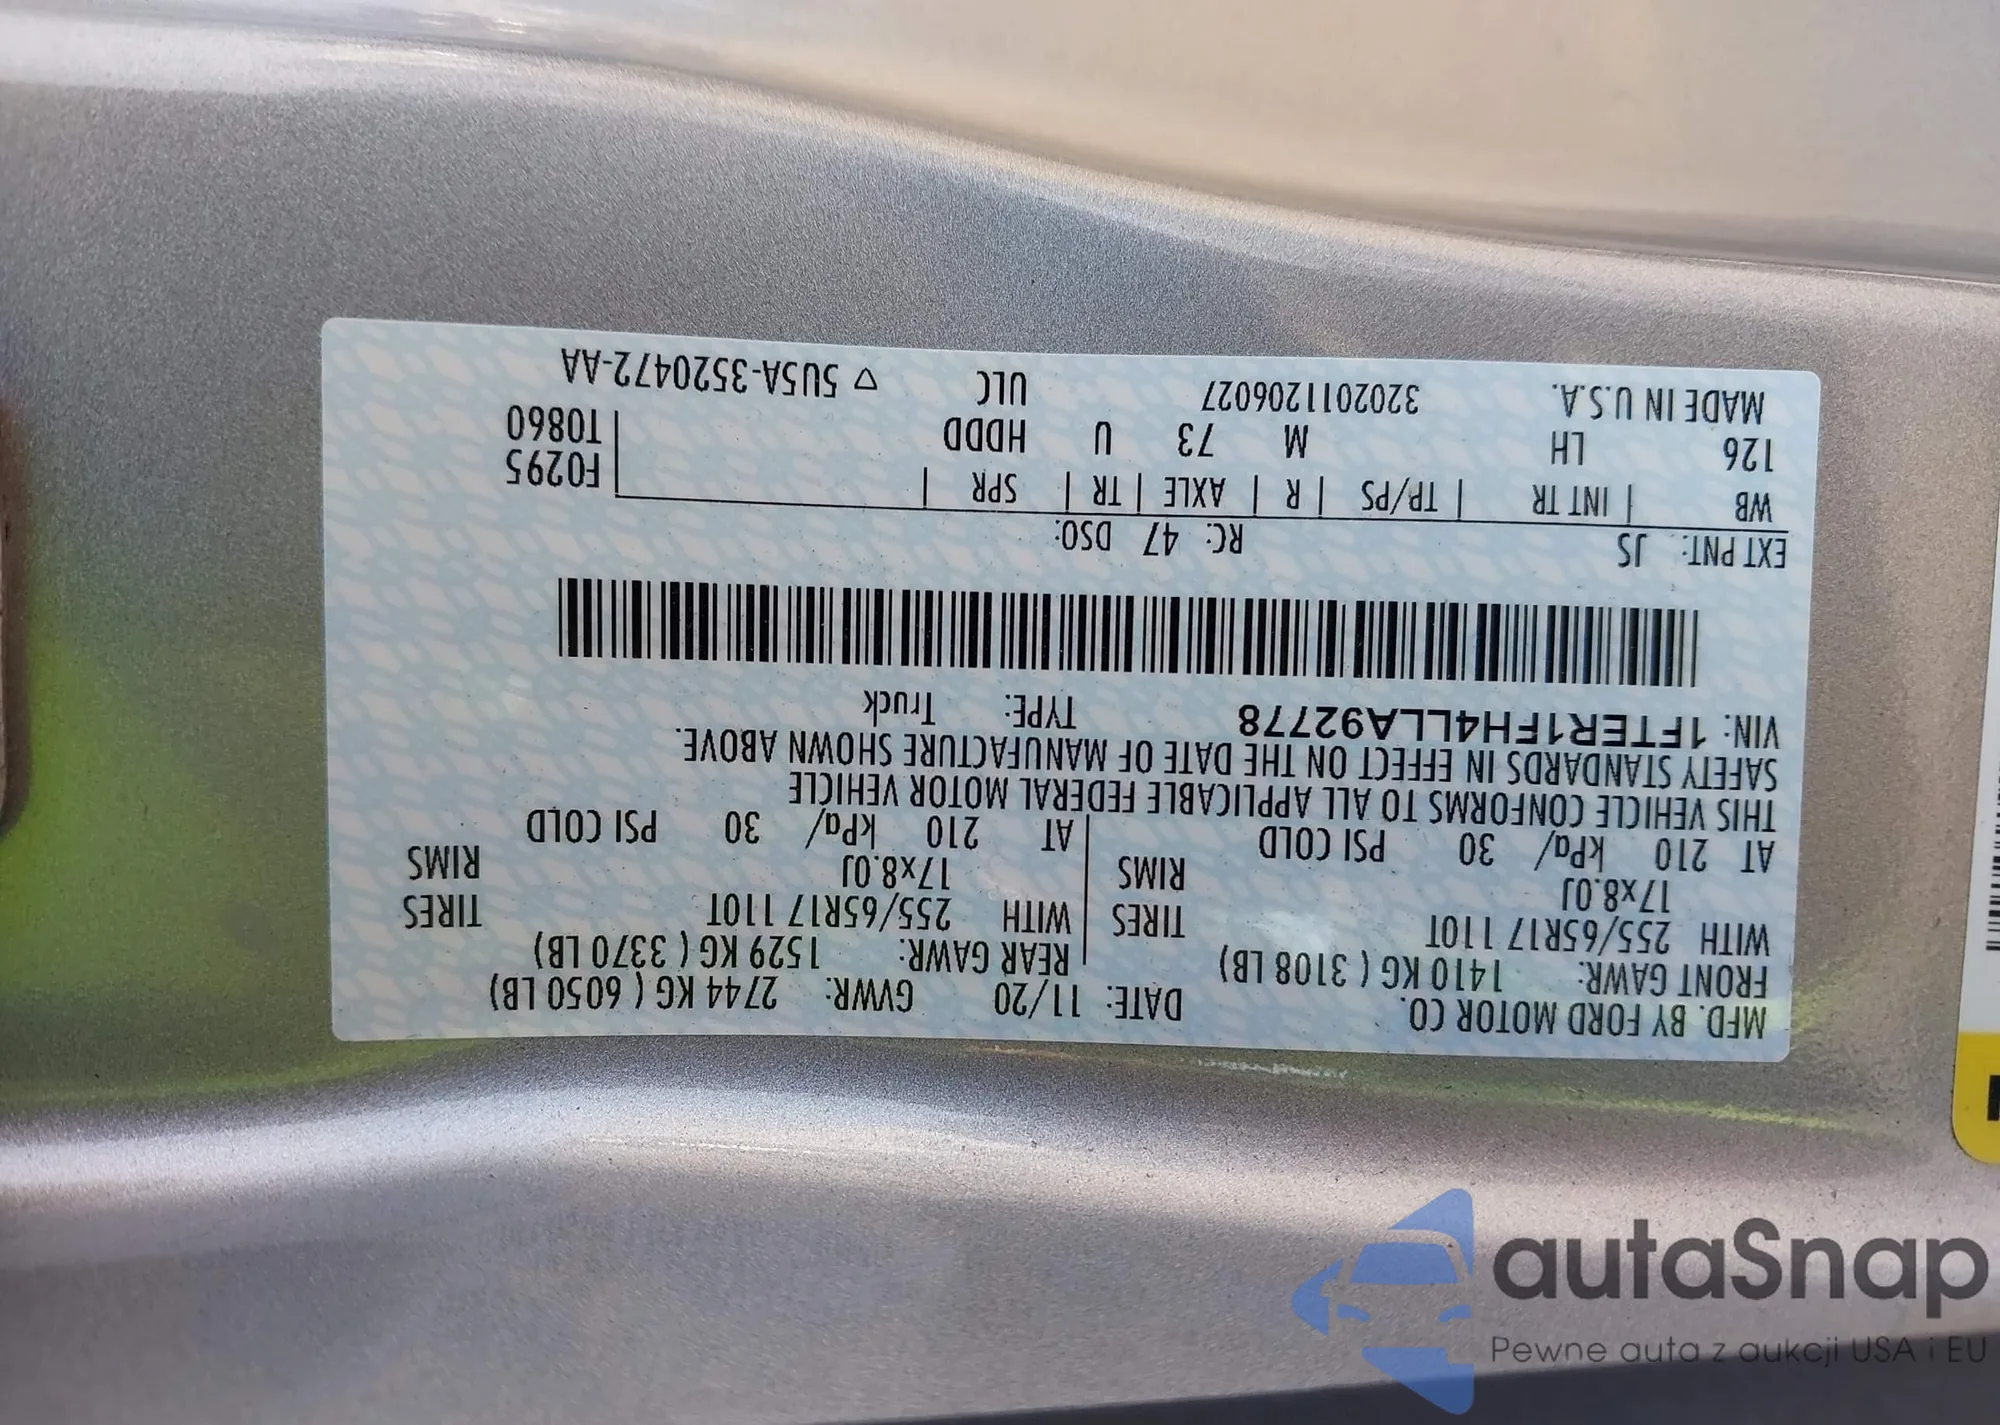 MFD. BY FORD MOTOR CO.
DATE: 11/20 GVWR: 2744 KG ( 6050 LB)
FRONT GAWR: 1410 KG ( 3108 LB) REAR GAWR: 1529 KG ( 3370 LB)
WITH 255/65R17 110T TIRES WITH 255/65R17 110T TIRES
17x8.0J RIMS 17x8.0J RIMS
AT 210 kPa/ 30 PSI COLD AT 210 kPa/ 30 PSI COLD
THIS VEHICLE CONFORMS TO ALL APPLICABLE FEDERAL MOTOR VEHICLE
SAFETY STANDARDS IN EFFECT ON THE DATE OF MANUFACTURE SHOWN ABOVE.
VIN: 1FTER1FH4LLA92778 TYPE: Truck
EXT PNT: JS RC: 47 DSO:
WB | INT TR | TP/PS | R | AXLE | TR | SPR | F0295
126 LH M 73 U HDDD T0860
MADE IN U.S.A. 320201206027 ULC ▽ 5U5A-3520472-AA
autaSnap
Pewne auta z aukcji USA i EU